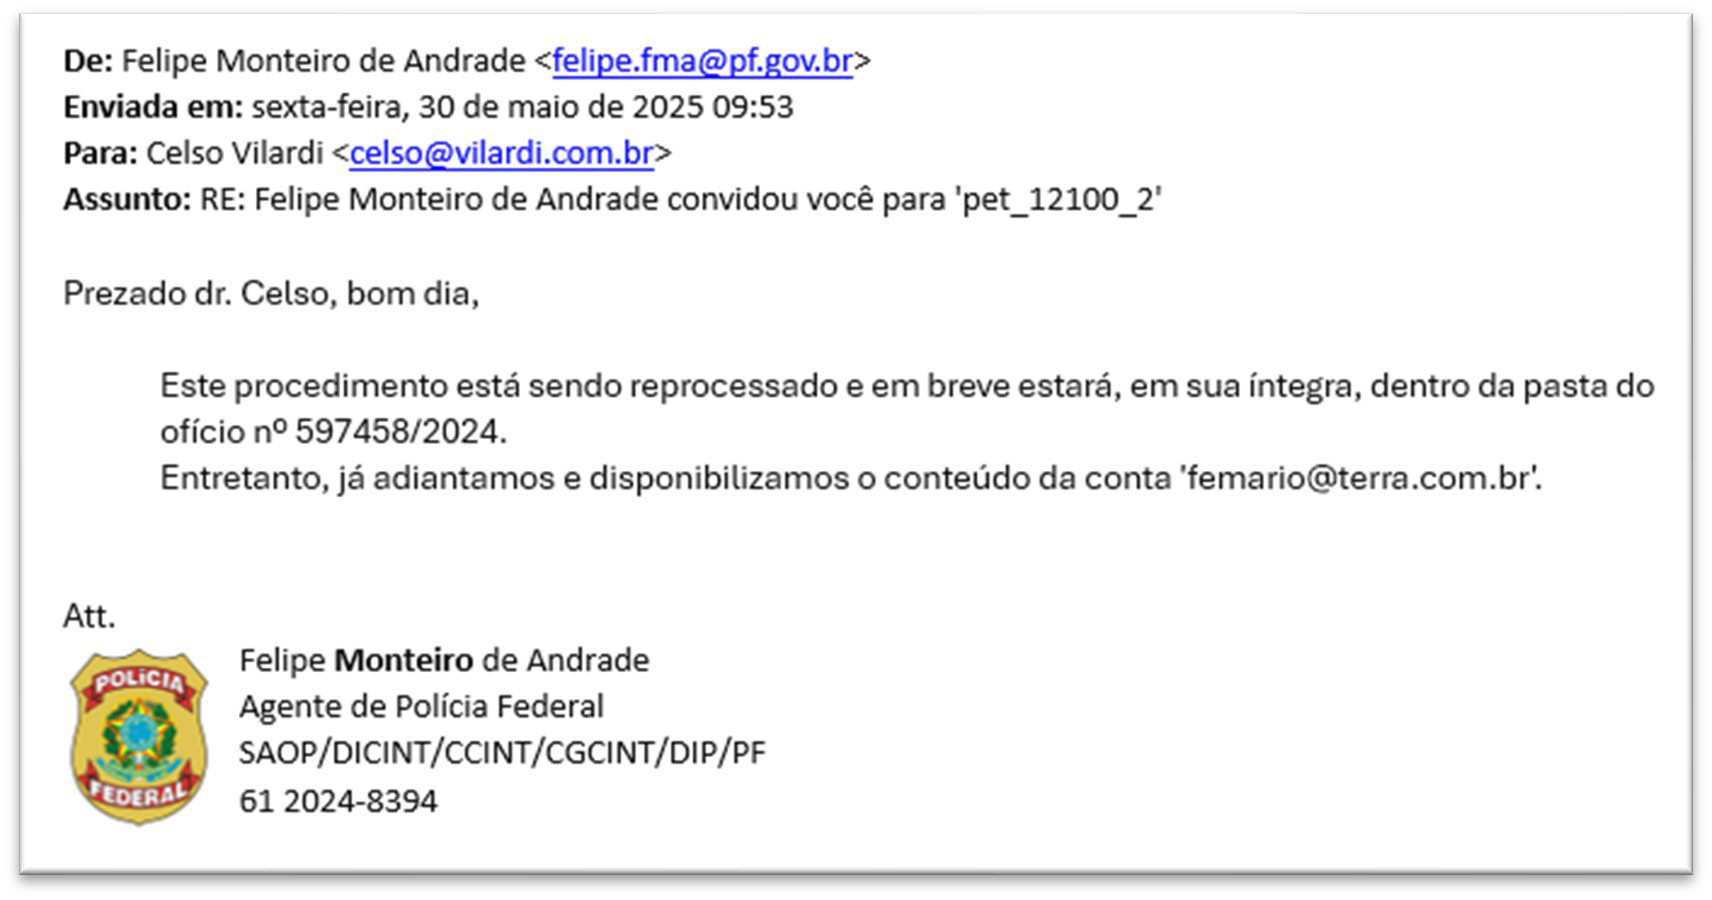 De: Felipe Monteiro de Andrade <felipe.fma@pf.gov.br>
Enviada em: sexta-feira, 30 de maio de 2025 09:53
Para: Celso Vilardi <celso@vilardi.com.br>
Assunto: RE: Felipe Monteiro de Andrade convidou você para 'pet_12100_2'
Prezado dr. Celso, bom dia,
Este procedimento está sendo reprocessado e em breve estará, em sua íntegra, dentro da pasta do
ofício nº 597458/2024.
Entretanto, já adiantamos e disponibilizamos o conteúdo da conta 'femario@terra.com.br'.
Att.
POLÍCIA
FEDERAL
Felipe Monteiro de Andrade
Agente de Polícia Federal
SAOP/DICINT/CCINT/CGCINT/DIP/PF
61 2024-8394